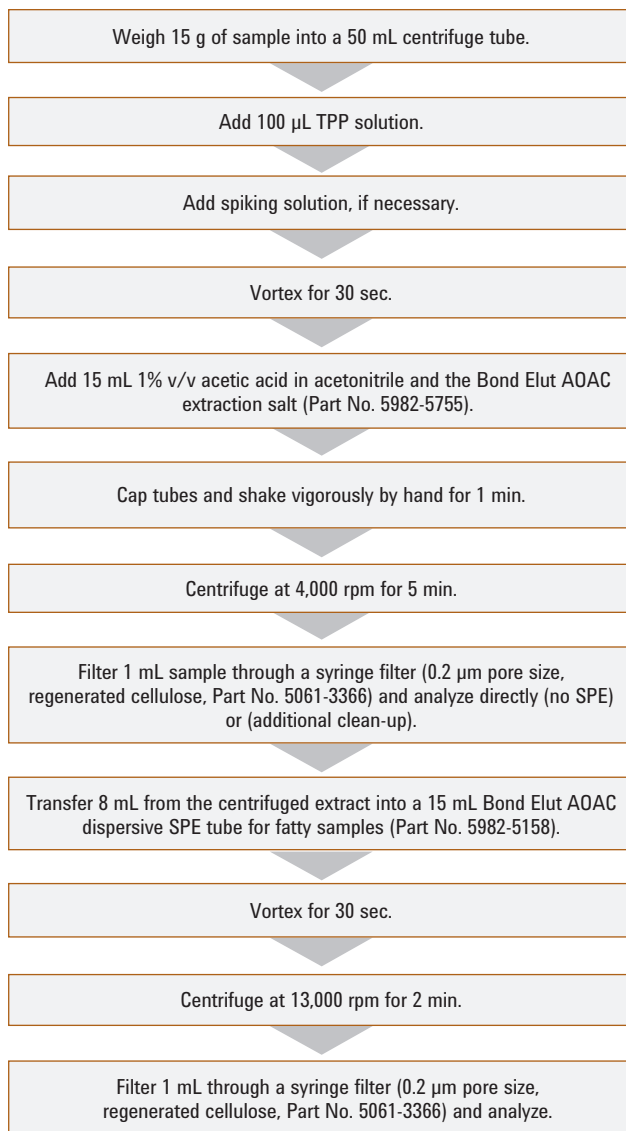 Weigh 15 g of sample into a 50 mL centrifuge tube.
Add 100 µL TPP solution.
Add spiking solution, if necessary.
Vortex for 30 sec.
Add 15 mL 1% v/v acetic acid in acetonitrile and the Bond Elut AOAC
extraction salt (Part No. 5982-5755).
Cap tubes and shake vigorously by hand for 1 min.
Centrifuge at 4,000 rpm for 5 min.
Filter 1 mL sample through a syringe filter (0.2 µm pore size,
regenerated cellulose, Part No. 5061-3366) and analyze directly (no SPE)
or (additional clean-up).
Transfer 8 mL from the centrifuged extract into a 15 mL Bond Elut AOAC
dispersive SPE tube for fatty samples (Part No. 5982-5158).
Vortex for 30 sec.
Centrifuge at 13,000 rpm for 2 min.
Filter 1 mL through a syringe filter (0.2 µm pore size,
regenerated cellulose, Part No. 5061-3366) and analyze.